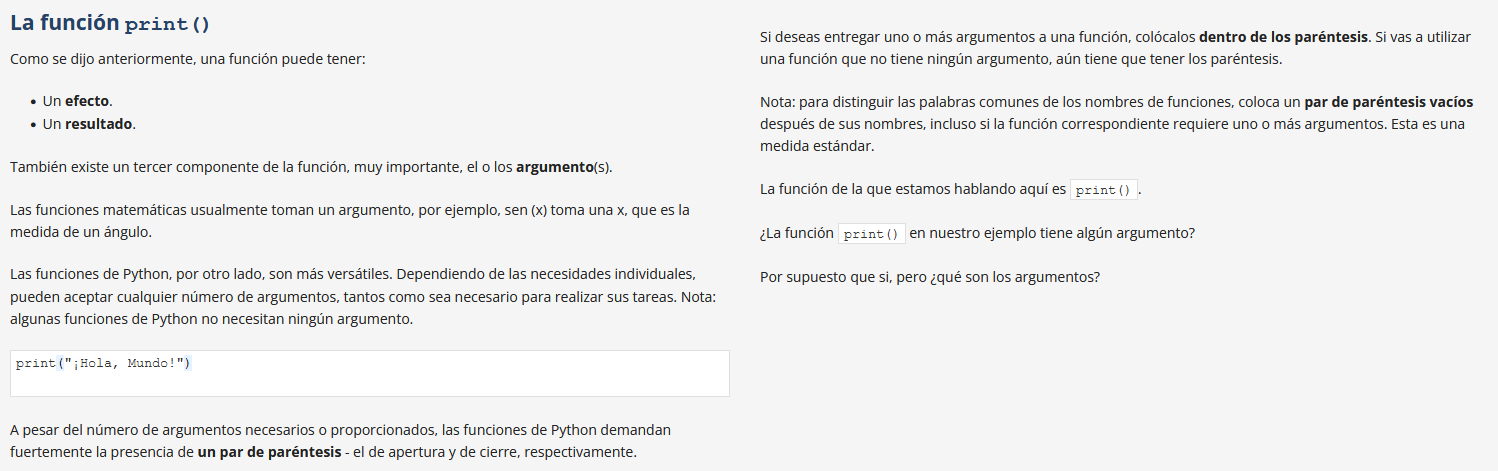 La función print()
Como se dijo anteriormente, una función puede tener:
• Un efecto.
• Un resultado.
También existe un tercer componente de la función, muy importante, el o los argumento(s).
Las funciones matemáticas usualmente toman un argumento, por ejemplo, sen (x) toma una x, que es la
medida de un ángulo.
Las funciones de Python, por otro lado, son más versátiles. Dependiendo de las necesidades individuales,
pueden aceptar cualquier número de argumentos, tantos como sea necesario para realizar sus tareas. Nota:
algunas funciones de Python no necesitan ningún argumento.
print("¡Hola, Mundo!")
A pesar del número de argumentos necesarios o proporcionados, las funciones de Python demandan
fuertemente la presencia de un par de paréntesis - el de apertura y de cierre, respectivamente.
Si deseas entregar uno o más argumentos a una función, colócalos dentro de los paréntesis. Si vas a utilizar
una función que no tiene ningún argumento, aún tiene que tener los paréntesis.
Nota: para distinguir las palabras comunes de los nombres de funciones, coloca un par de paréntesis vacíos
después de sus nombres, incluso si la función correspondiente requiere uno o más argumentos. Esta es una
medida estándar.
La función de la que estamos hablando aquí es print().
¿La función print() en nuestro ejemplo tiene algún argumento?
Por supuesto que si, pero ¿qué son los argumentos?